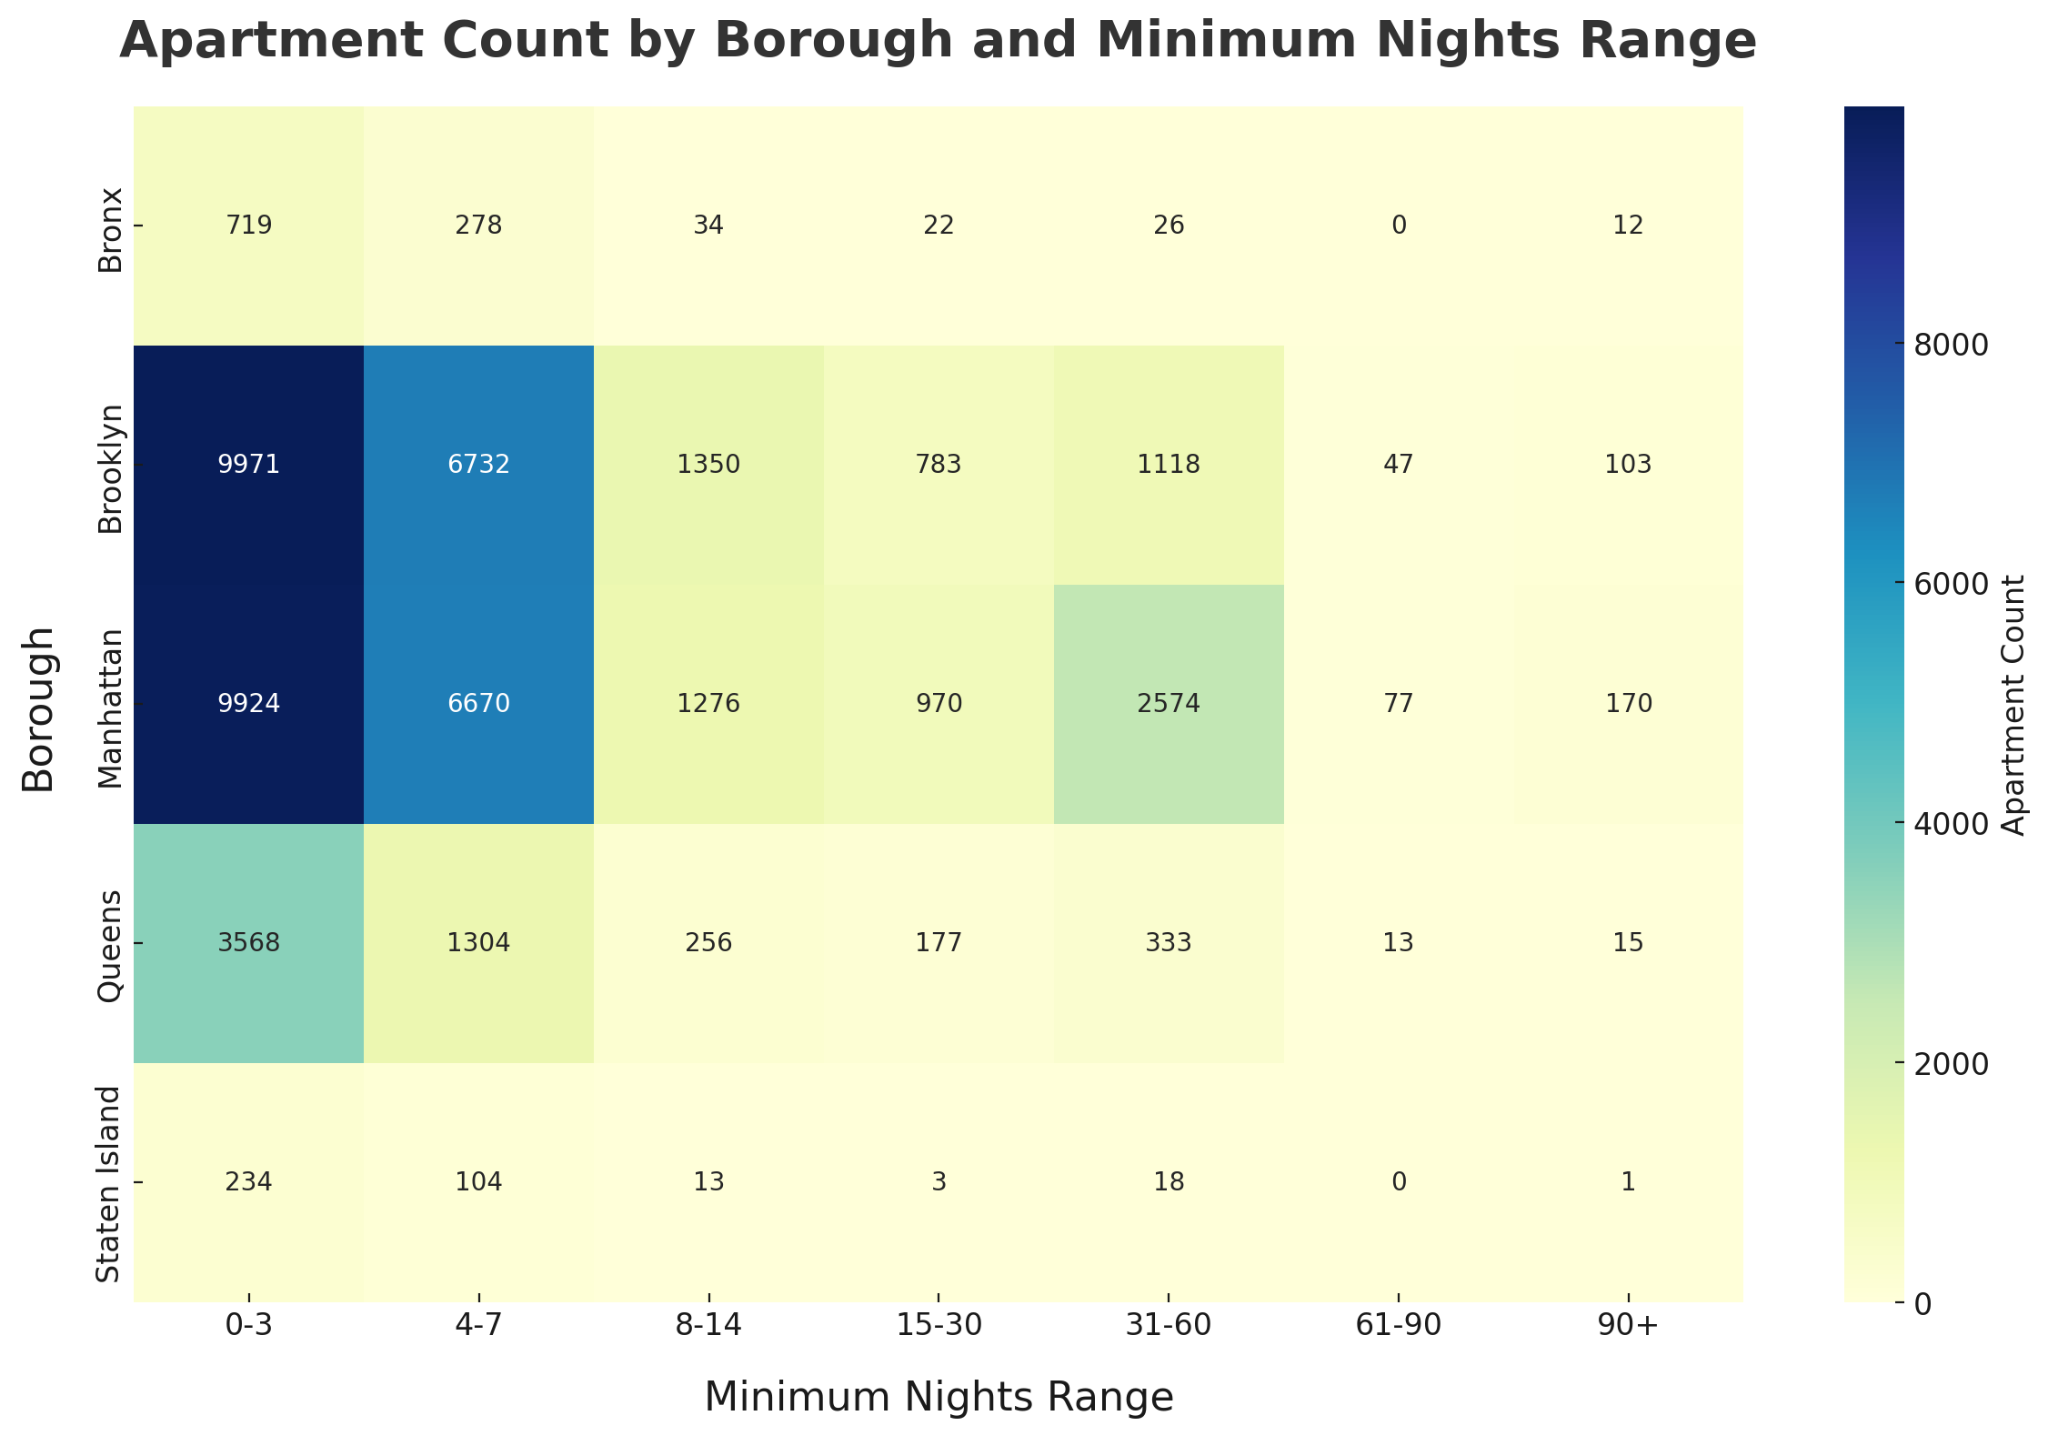 Apartment Count by Borough and Minimum Nights Range
Bronx
719 278 34 22 26 0 12
Brooklyn
9971 6732 1350 783 1118 47 103
Manhattan
9924 6670 1276 970 2574 77 170
Queens
3568 1304 256 177 333 13 15
Staten Island
234 104 13 3 18 0 1
0-3 4-7 8-14 15-30 31-60 61-90 90+
Minimum Nights Range
Borough
8000
6000
4000
2000
0
Apartment Count